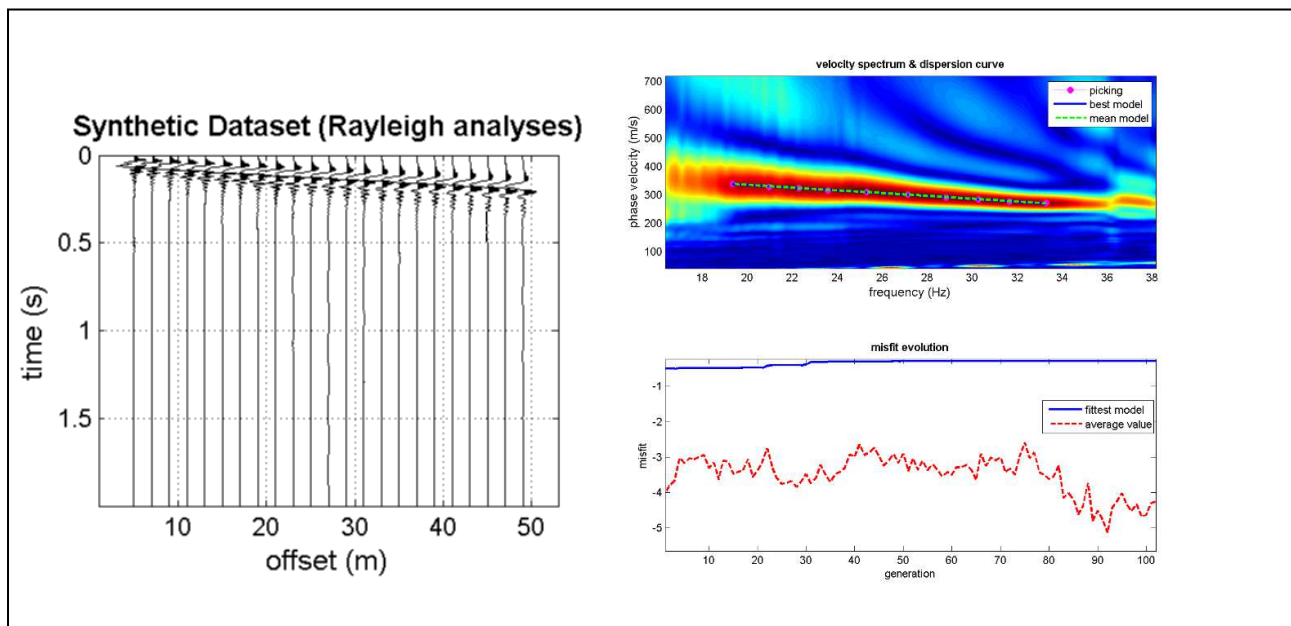 Synthetic Dataset (Rayleigh analyses)
0
0.5
1
1.5
time (s)
10 20 30 40 50
offset (m)
velocity spectrum & dispersion curve
700
600
500
400
300
200
100
phase velocity (m/s)
picking
best model
mean model
18 20 22 24 26 28 30 32 34 36 38
frequency (Hz)
misfit evolution
-1
-2
-3
-4
-5
misfit
fittest model
average value
10 20 30 40 50 60 70 80 90 100
generation